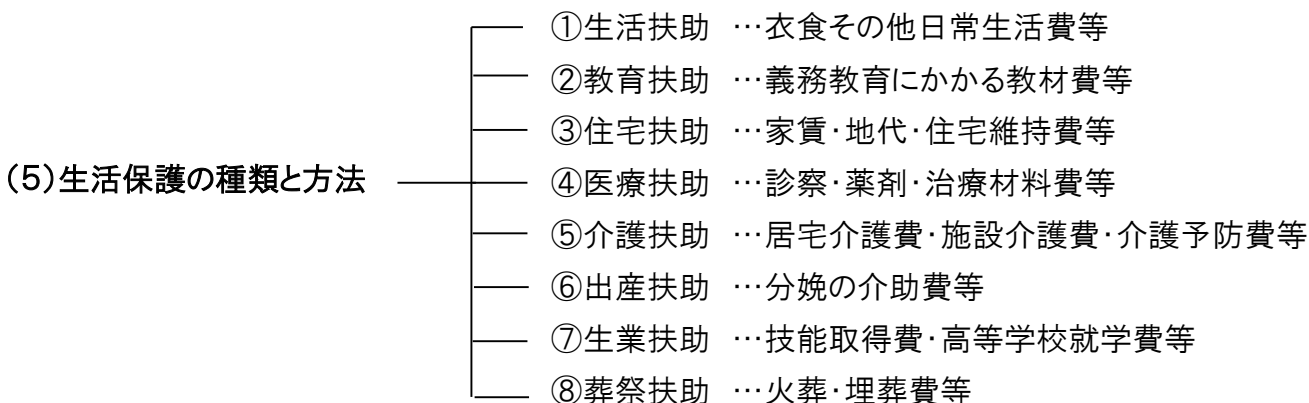 ①生活扶助 …衣食その他日常生活費等
②教育扶助 …義務教育にかかる教材費等
③住宅扶助 …家賃・地代・住宅維持費等
(5)生活保護の種類と方法
④医療扶助 …診察・薬剤・治療材料費等
⑤介護扶助 …居宅介護費・施設介護費・介護予防費等
⑥出産扶助 …分娩の介助費等
⑦生業扶助 …技能取得費・高等学校就学費等
⑧葬祭扶助 …火葬・埋葬費等